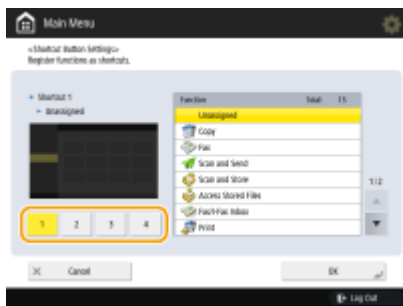 Main Menu
<Shortcut Button Settings>
Register functions as shortcuts.
Shortcut 1
Unassigned
Function Total: 15
Unassigned
Copy
Fax
Scan and Send
Scan and Store
Access Stored Files
Fax/I-Fax Inbox
Print
1/2
1 2 3 4
Cancel
OK
Log Out